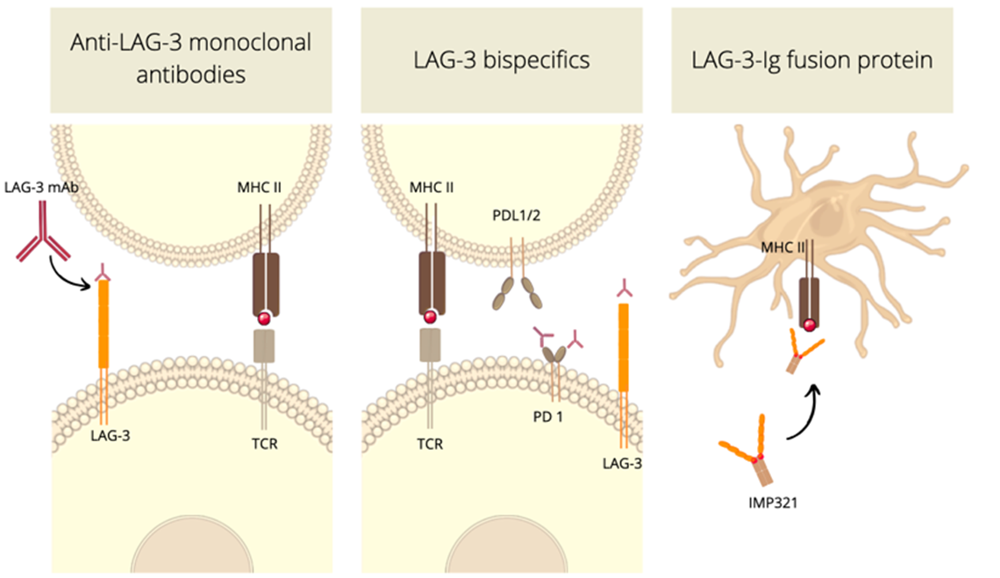 Anti-LAG-3 monoclonal
antibodies
LAG-3 bispecifics
LAG-3-Ig fusion protein
LAG-3 mAb
MHC II
LAG-3
TCR
MHC II
PDL1/2
PD 1
TCR
LAG-3
MHC II
IMP321